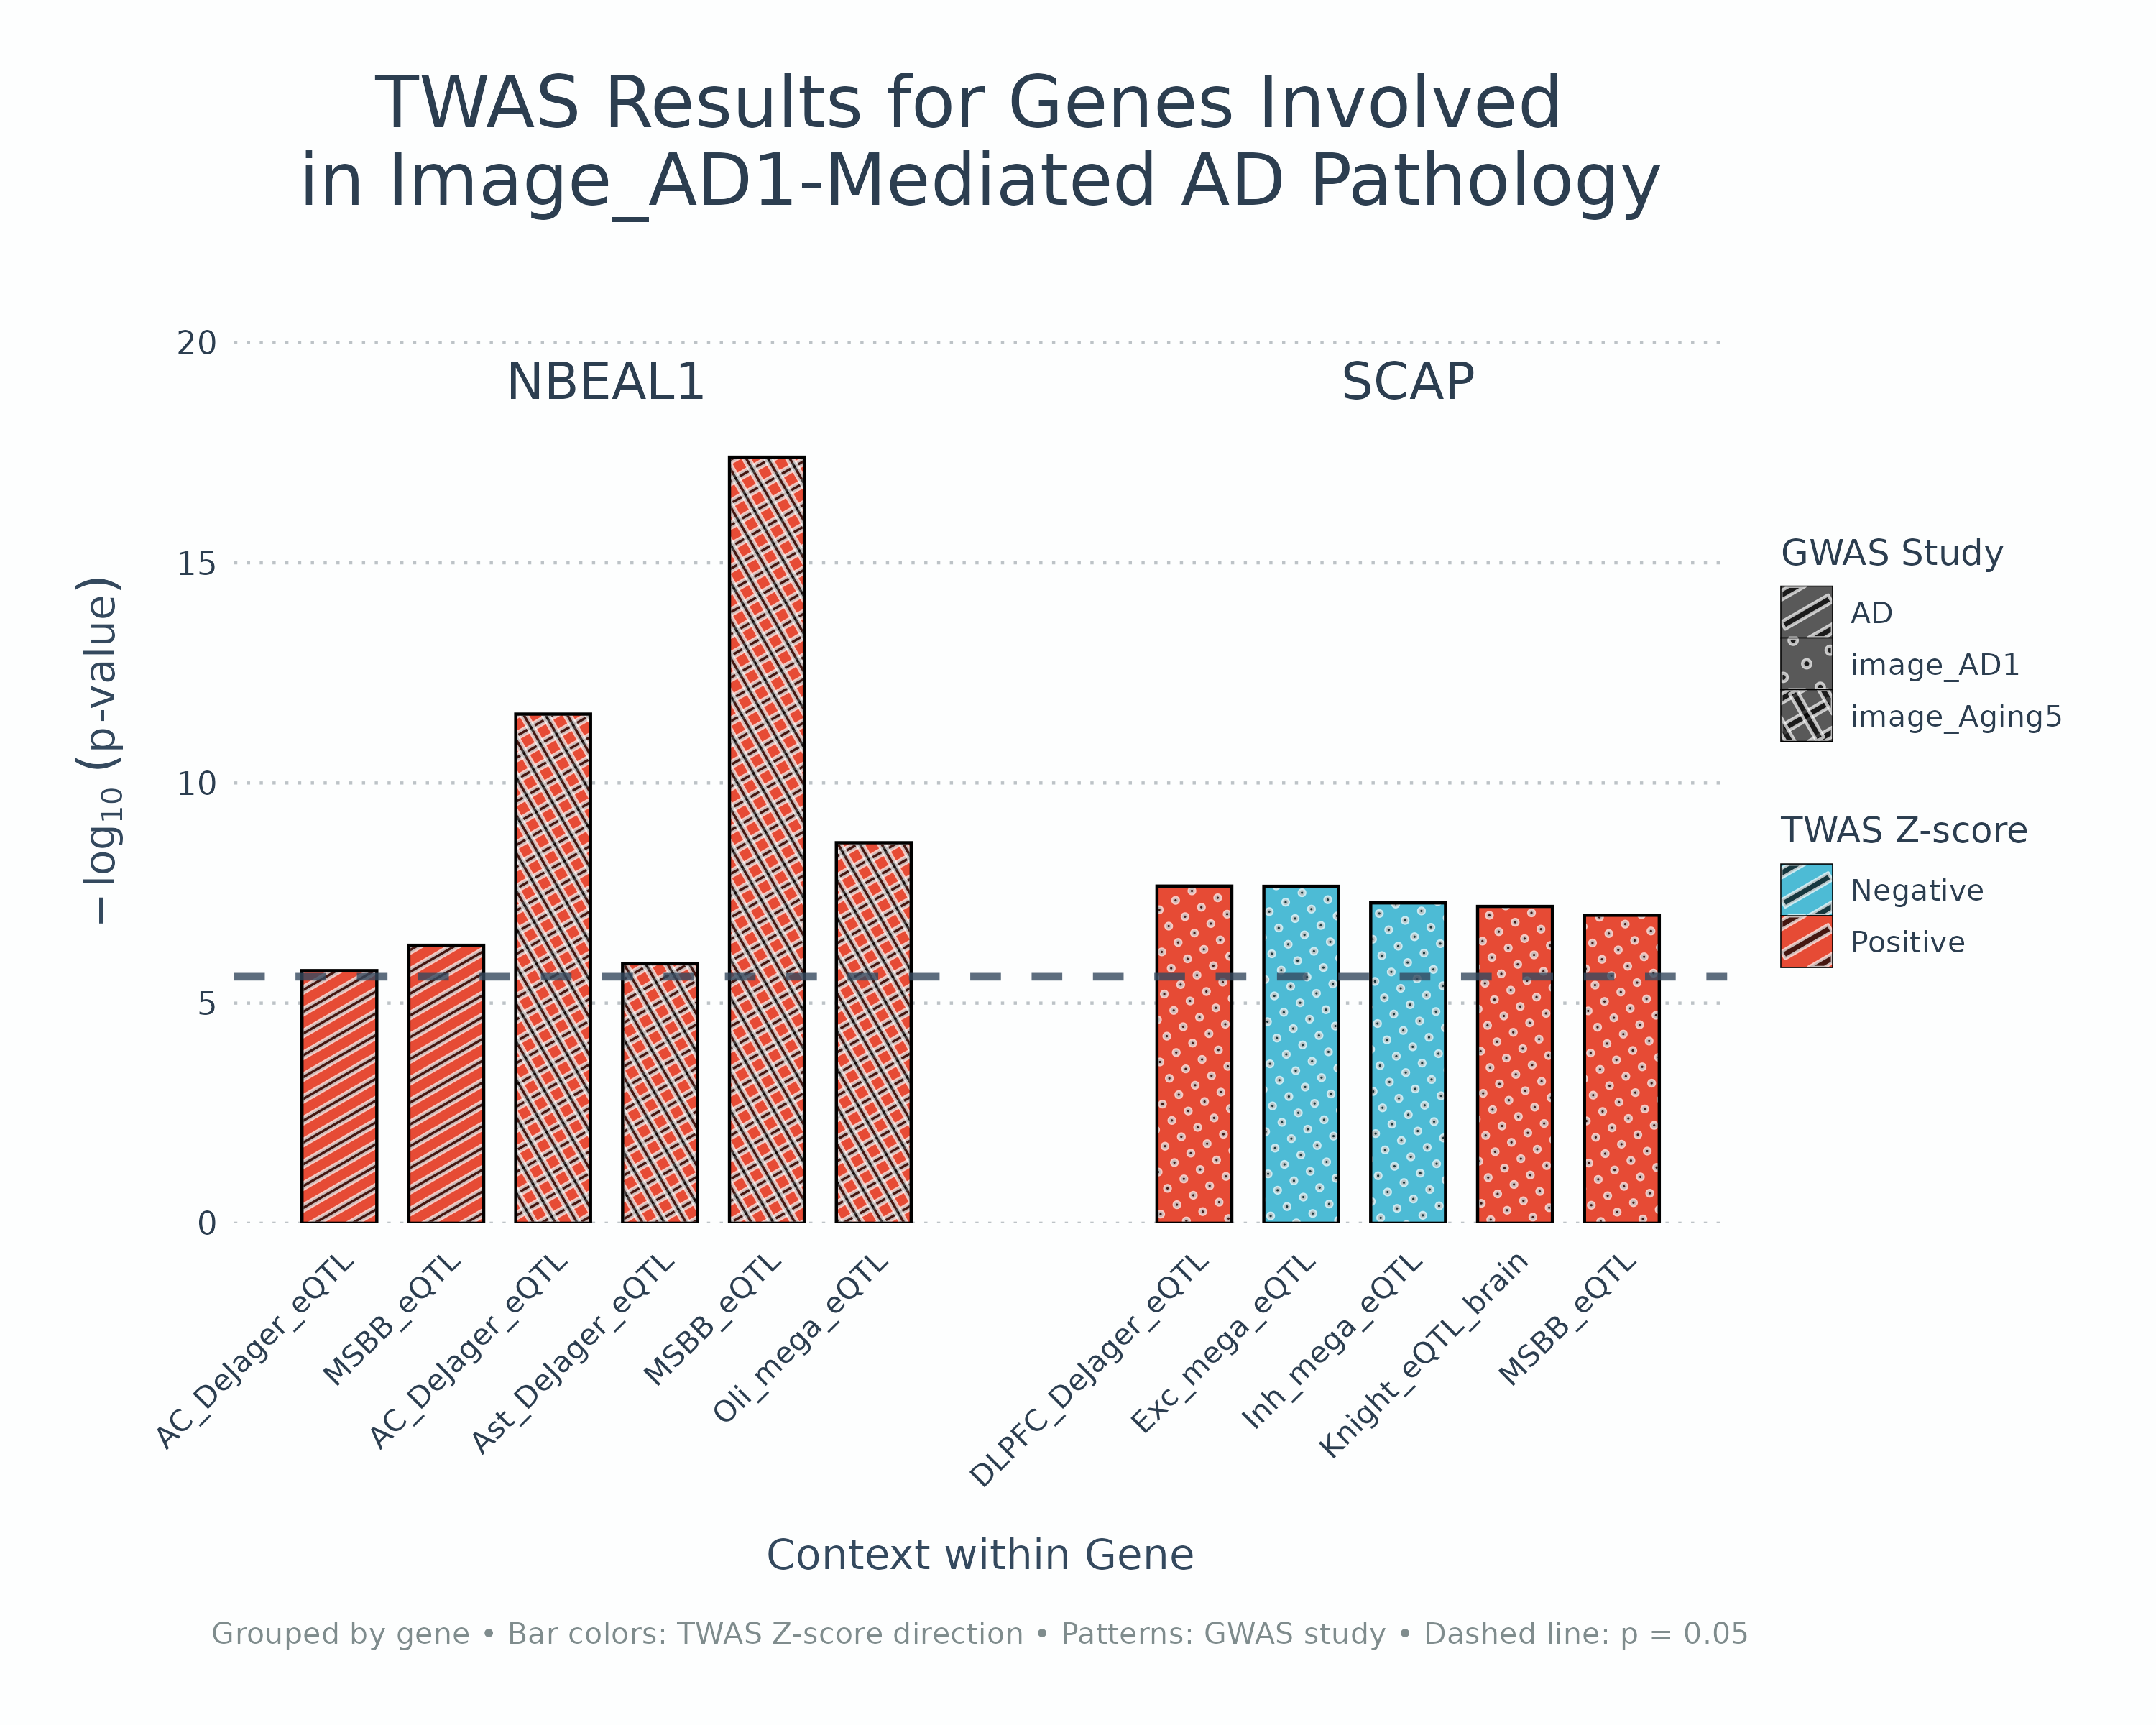 TWAS Results for Genes Involved
in Image_AD1-Mediated AD Pathology
NBEAL1
SCAP
20
15
10
5
0
− log10 (p-value)
GWAS Study
AD
image_AD1
image_Aging5
TWAS Z-score
Negative
Positive
AC_DeJager_eQTL
MSBB_eQTL
AC_DeJager_eQTL
Ast_DeJager_eQTL
MSBB_eQTL
Oli_mega_eQTL
DLPFC_DeJager_eQTL
Exc_mega_eQTL
Inh_mega_eQTL
Knight_eQTL_brain
MSBB_eQTL
Context within Gene
Grouped by gene • Bar colors: TWAS Z-score direction • Patterns: GWAS study • Dashed line: p = 0.05